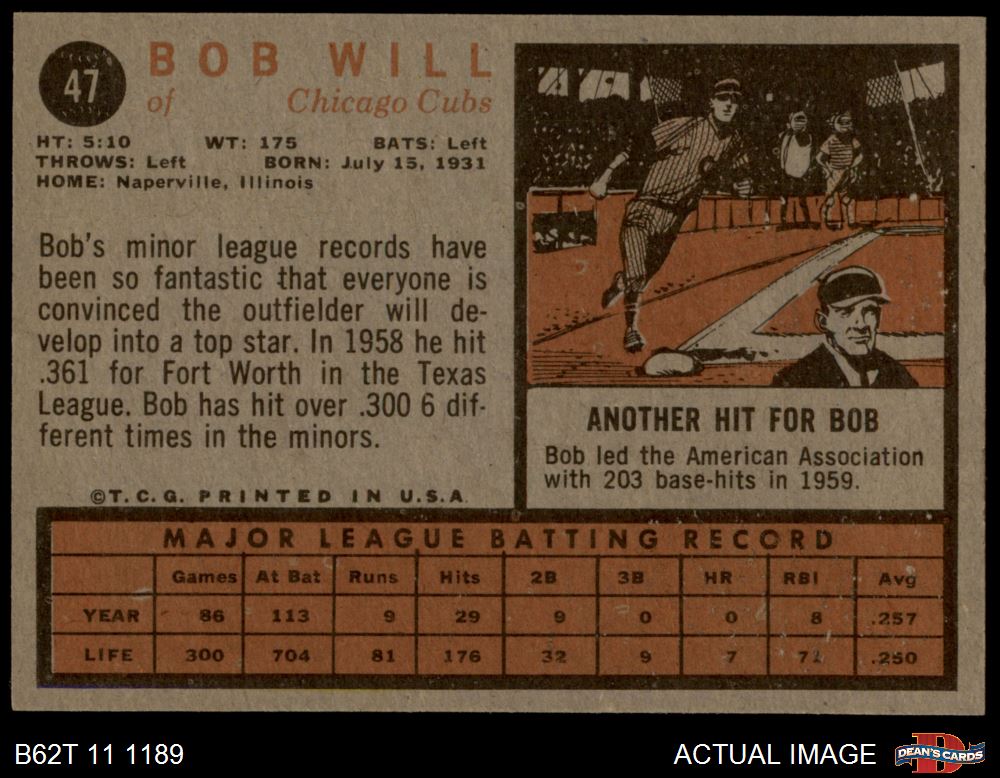 47
BOB WILL
of Chicago Cubs
HT: 5:10 WT: 175 BATS: Left
THROWS: Left BORN: July 15, 1931
HOME: Naperville, Illinois
Bob's minor league records have
been so fantastic that everyone is
convinced the outfielder will de-
velop into a top star. In 1958 he hit
.361 for Fort Worth in the Texas
League. Bob has hit over .300 6 dif-
ferent times in the minors.
©T.C.G. PRINTED IN U.S.A.
ANOTHER HIT FOR BOB
Bob led the American Association
with 203 base-hits in 1959.
MAJOR LEAGUE BATTING RECORD
Games At Bat Runs Hits 2B 3B HR RBI Avg
YEAR 86 113 9 29 9 0 0 8 .257
LIFE 300 704 81 176 32 9 7 72 .250
B62T 11 1189
ACTUAL IMAGE
D
DEAN'S CARDS